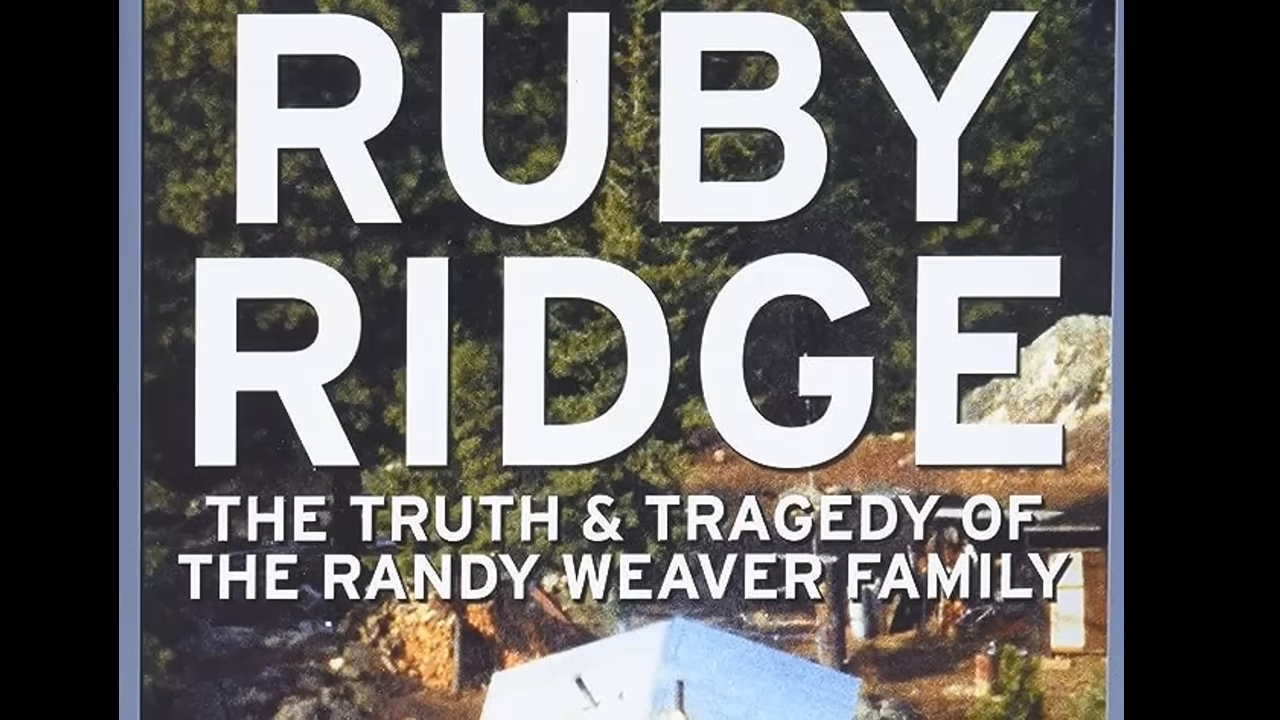 RUBY
RIDGE
THE TRUTH & TRAGEDY OF
THE RANDY WEAVER FAMILY